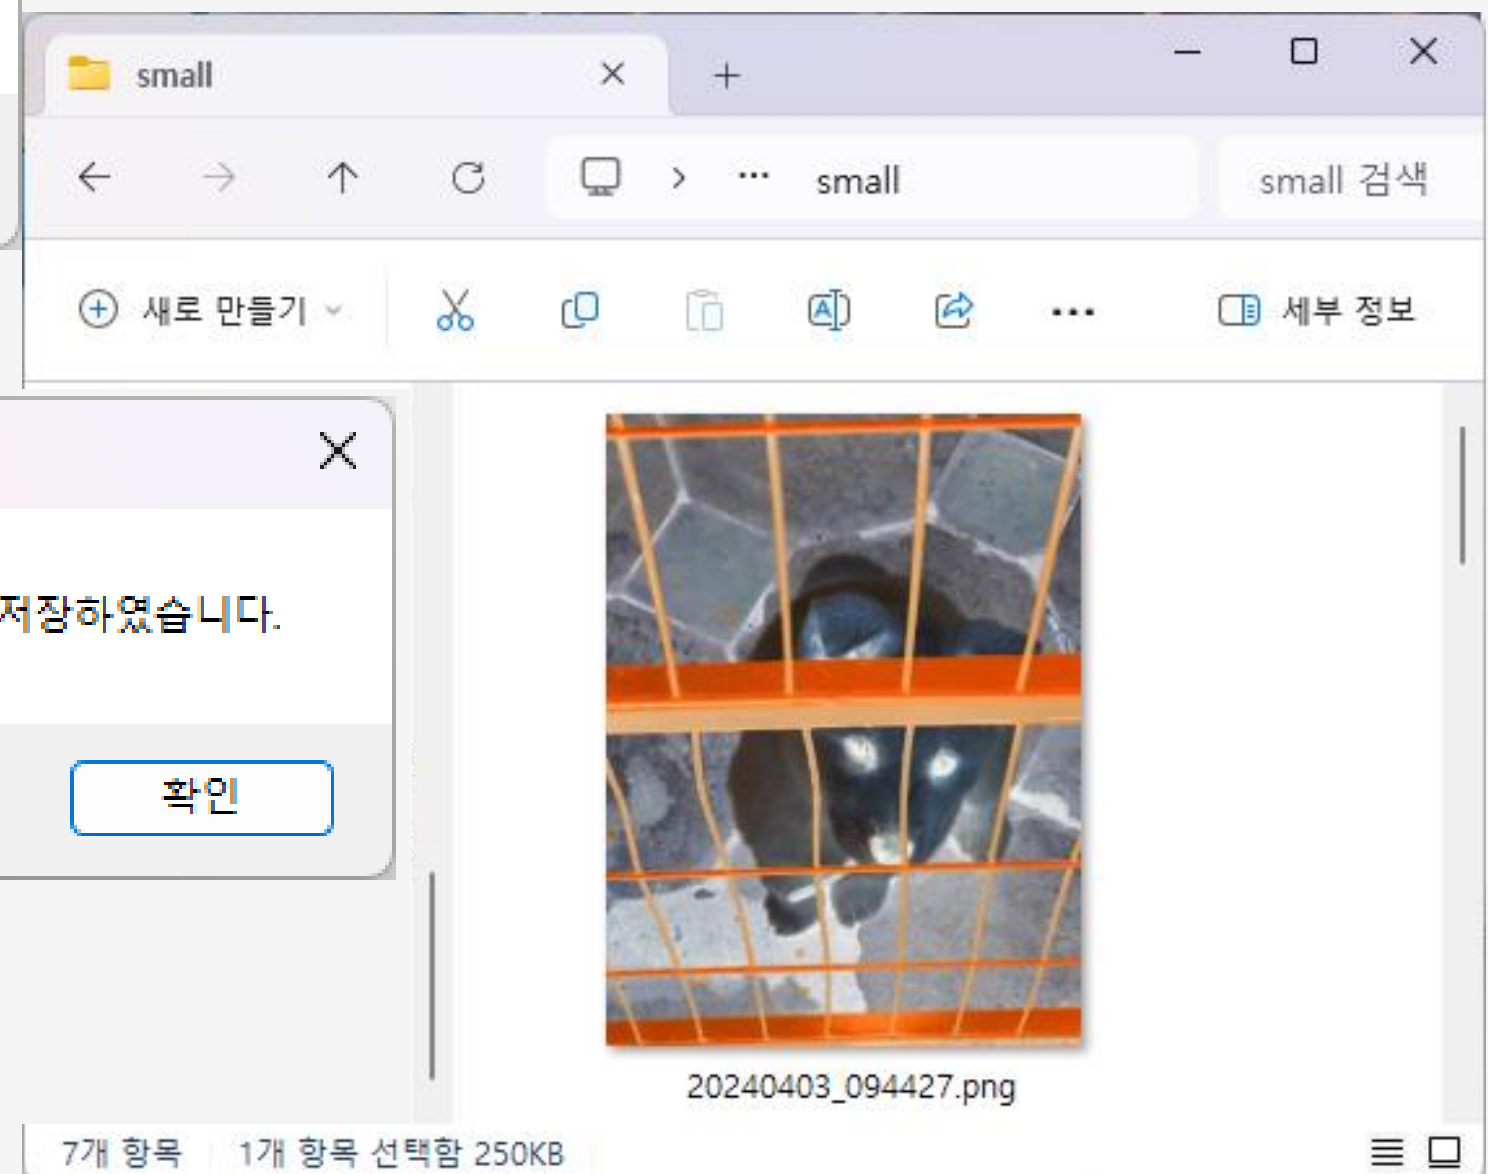 small
small
small 검색
새로 만들기
세부 정보
저장하였습니다.
확인
20240403_094427.png
7개 항목
1개 항목 선택함 250KB